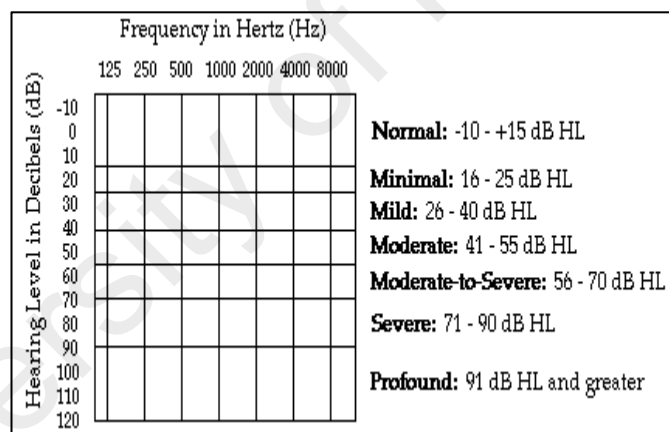 Frequency in Hertz (Hz)
125 250 500 1000 2000 4000 8000
Hearing Level in Decibels (dB)
-10
0
10
20
30
40
50
60
70
80
90
100
110
120
Normal: -10 - +15 dB HL
Minimal: 16 - 25 dB HL
Mild: 26 - 40 dB HL
Moderate: 41 - 55 dB HL
Moderate-to-Severe: 56 - 70 dB HL
Severe: 71 - 90 dB HL
Profound: 91 dB HL and greater
ersity of